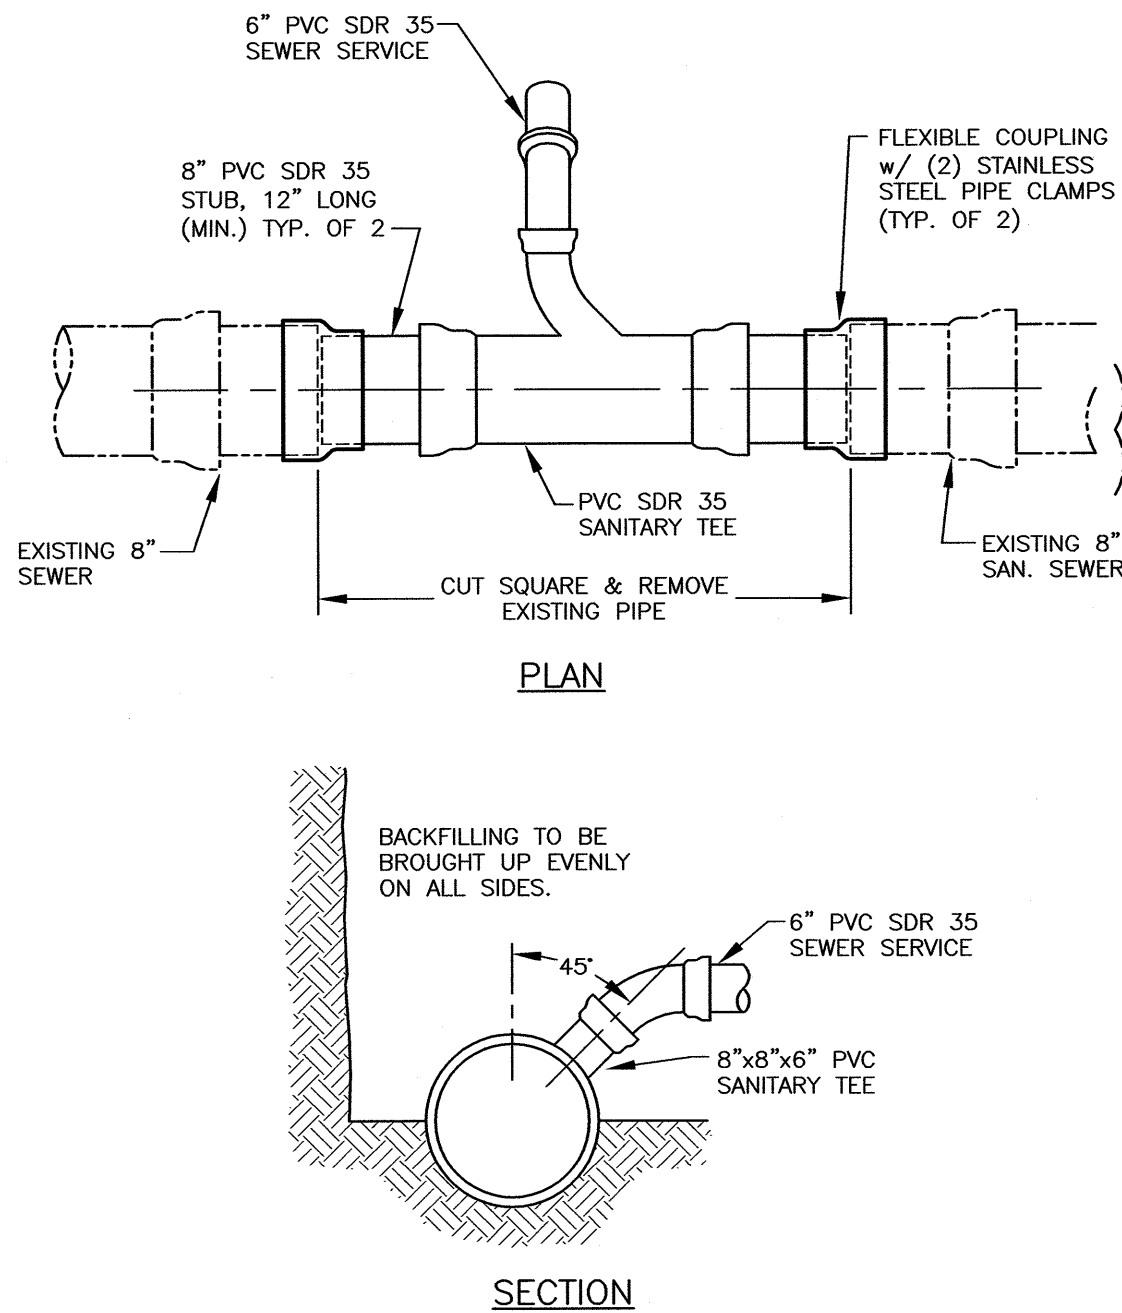 6” PVC SDR 35
SEWER SERVICE
8” PVC SDR 35
STUB, 12” LONG
(MIN.) TYP. OF 2
FLEXIBLE COUPLING
w/ (2) STAINLESS
STEEL PIPE CLAMPS
(TYP. OF 2)
PVC SDR 35
SANITARY TEE
EXISTING 8”
SEWER
EXISTING 8”
SAN. SEWER
CUT SQUARE & REMOVE
EXISTING PIPE
PLAN
BACKFILLING TO BE
BROUGHT UP EVENLY
ON ALL SIDES.
6” PVC SDR 35
SEWER SERVICE
45°
8”x8”x6” PVC
SANITARY TEE
SECTION